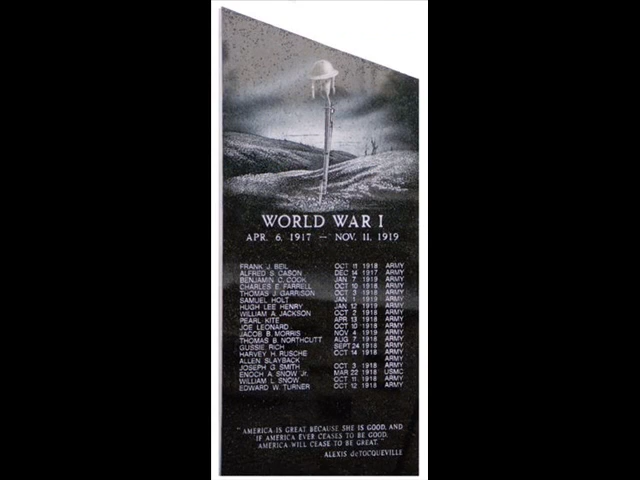 WORLD WAR I
APR. 6, 1917 — NOV. 11, 1919
FRANK J. BEIL OCT 11 1918 ARMY
ALFRED S. CASON DEC 14 1917 ARMY
BENJAMIN C. COOK JAN 7 1919 ARMY
CHARLES E. FARRELL OCT 10 1918 ARMY
THOMAS J. GARRISON OCT 3 1918 ARMY
SAMUEL HOLT JAN 1 1919 ARMY
HUGH LEE HENRY JAN 12 1919 ARMY
WILLIAM A. JACKSON OCT 2 1918 ARMY
PEARL KITE APR 13 1918 ARMY
JOE LEONARD OCT 10 1918 ARMY
JACOB B. MORRIS NOV 4 1919 ARMY
THOMAS B. NORTHCUTT AUG 7 1918 ARMY
GUSSIE RICH SEPT 24 1918 ARMY
HARVEY H. RUSCHE OCT 14 1918 ARMY
ALLEN SLAYBACK ARMY
JOSEPH G. SMITH OCT 3 1918 ARMY
ENOCH A. SNOW Jr. MAR 22 1918 USMC
WILLIAM L. SNOW OCT 11, 1918 ARMY
EDWARD W. TURNER OCT 12 1918 ARMY
"AMERICA IS GREAT BECAUSE SHE IS GOOD, AND
IF AMERICA EVER CEASES TO BE GOOD,
AMERICA WILL CEASE TO BE GREAT."
ALEXIS deTOCQUEVILLE